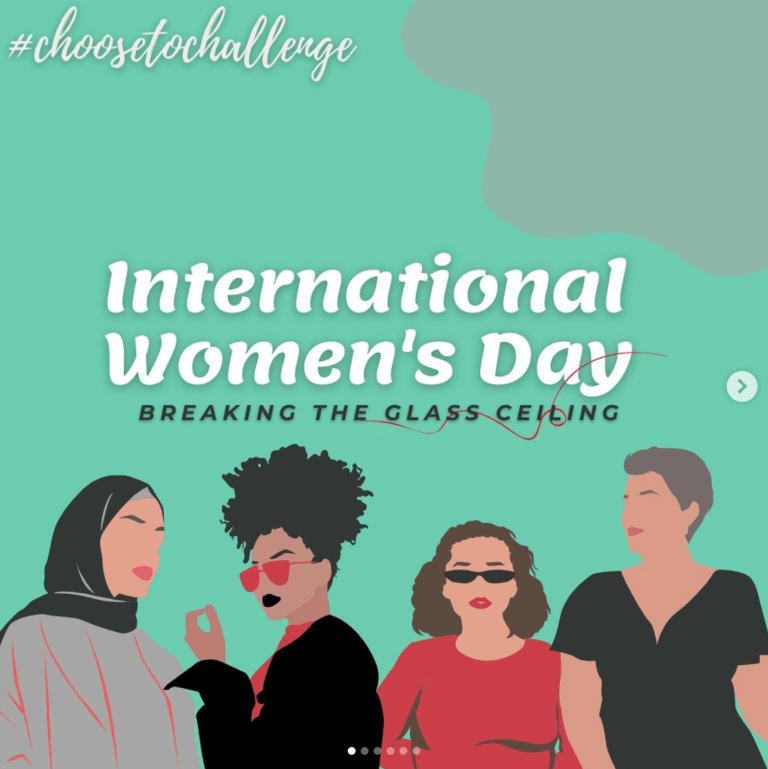 #choosetochallenge
International
Women's Day
BREAKING THE GLASS CEILING